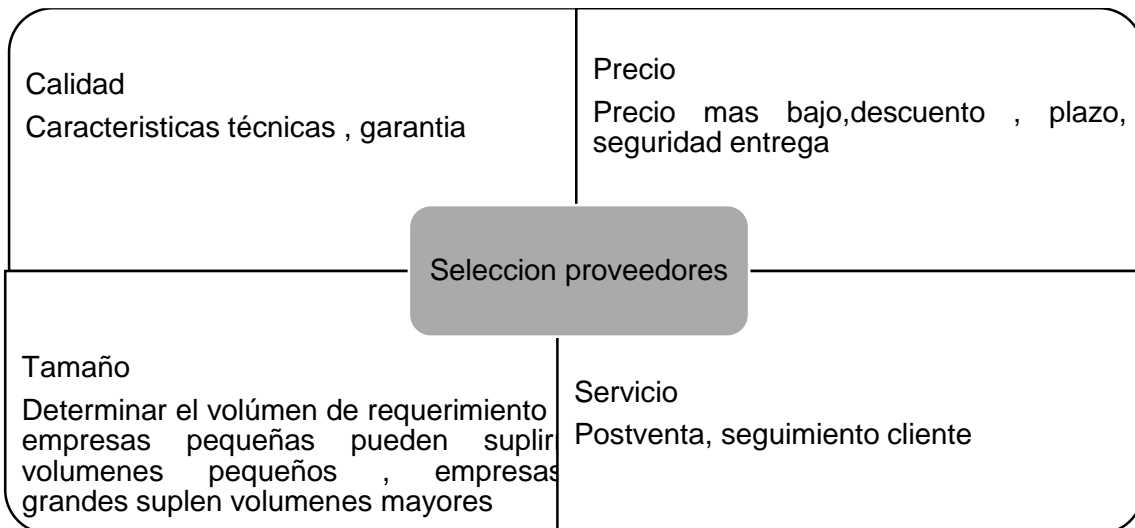 Calidad
Caracteristicas técnicas , garantia
Precio
Precio mas bajo,descuento , plazo,
seguridad entrega
Seleccion proveedores
Tamaño
Determinar el volúmen de requerimiento
empresas pequeñas pueden suplir
volumenes pequeños , empresas
grandes suplen volumenes mayores
Servicio
Postventa, seguimiento cliente